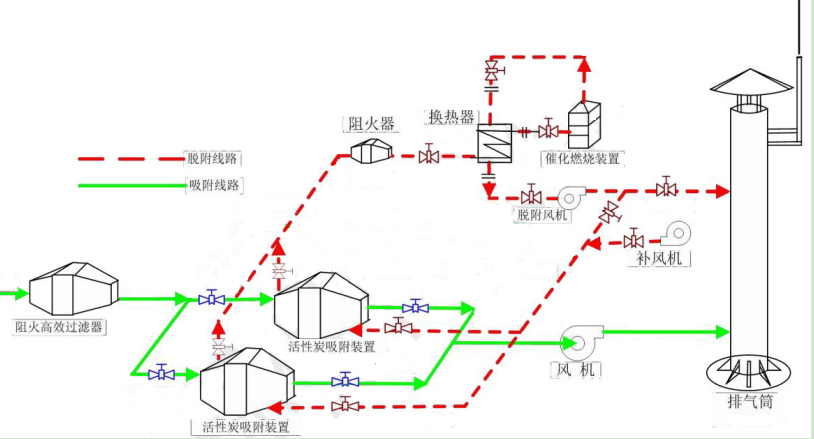 阻火器
换热器
催化燃烧装置
脱附线路
吸附线路
脱附风机
补风机
阻火高效过滤器
活性炭吸附装置
风机
活性炭吸附装置
排气筒